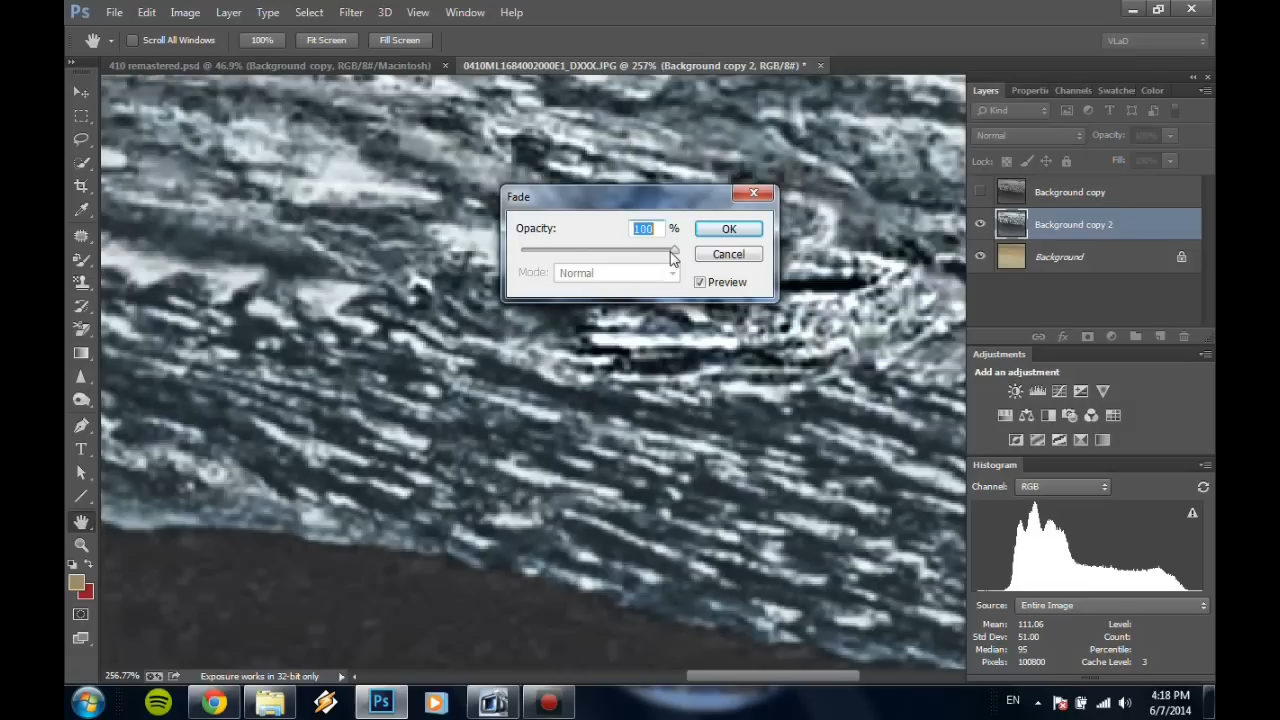 Ps File Edit Image Layer Type Select Filter 3D View Window Help
Scroll All Windows 100% Fit Screen Fill Screen VLaD
410 remastered.psd @ 46.9% (Background copy, RGB/8#/Macintosh) × 0410ML1684002000E1_DXXX.JPG @ 257% (Background copy 2, RGB/8#) * ×
Layers Properti Channels Swatches Color
Kind
Normal Opacity: 100%
Lock: Fill: 100%
Background copy
Background copy 2
Background
Fade
Opacity: 100 % OK
Cancel
Mode: Normal
Preview
Adjustments
Add an adjustment
Histogram
Channel: RGB
Source: Entire Image
Mean: 111.06 Level:
Std Dev: 51.00 Count:
Median: 95 Percentile:
Pixels: 100800 Cache Level: 3
256.77% Exposure works in 32-bit only
Ps EN 4:18 PM
6/7/2014